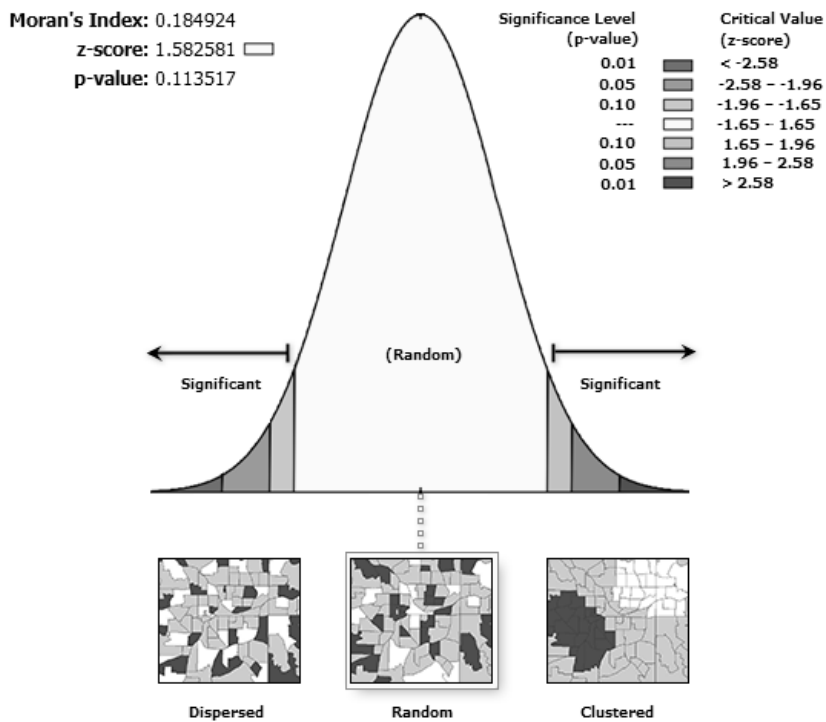 Moran's Index: 0.184924
z-score: 1.582581
p-value: 0.113517
Significance Level
(p-value)
Critical Value
(z-score)
0.01 < -2.58
0.05 -2.58 – -1.96
0.10 -1.96 – -1.65
--- -1.65 – 1.65
0.10 1.65 – 1.96
0.05 1.96 – 2.58
0.01 > 2.58
(Random)
Significant
Significant
Dispersed
Random
Clustered